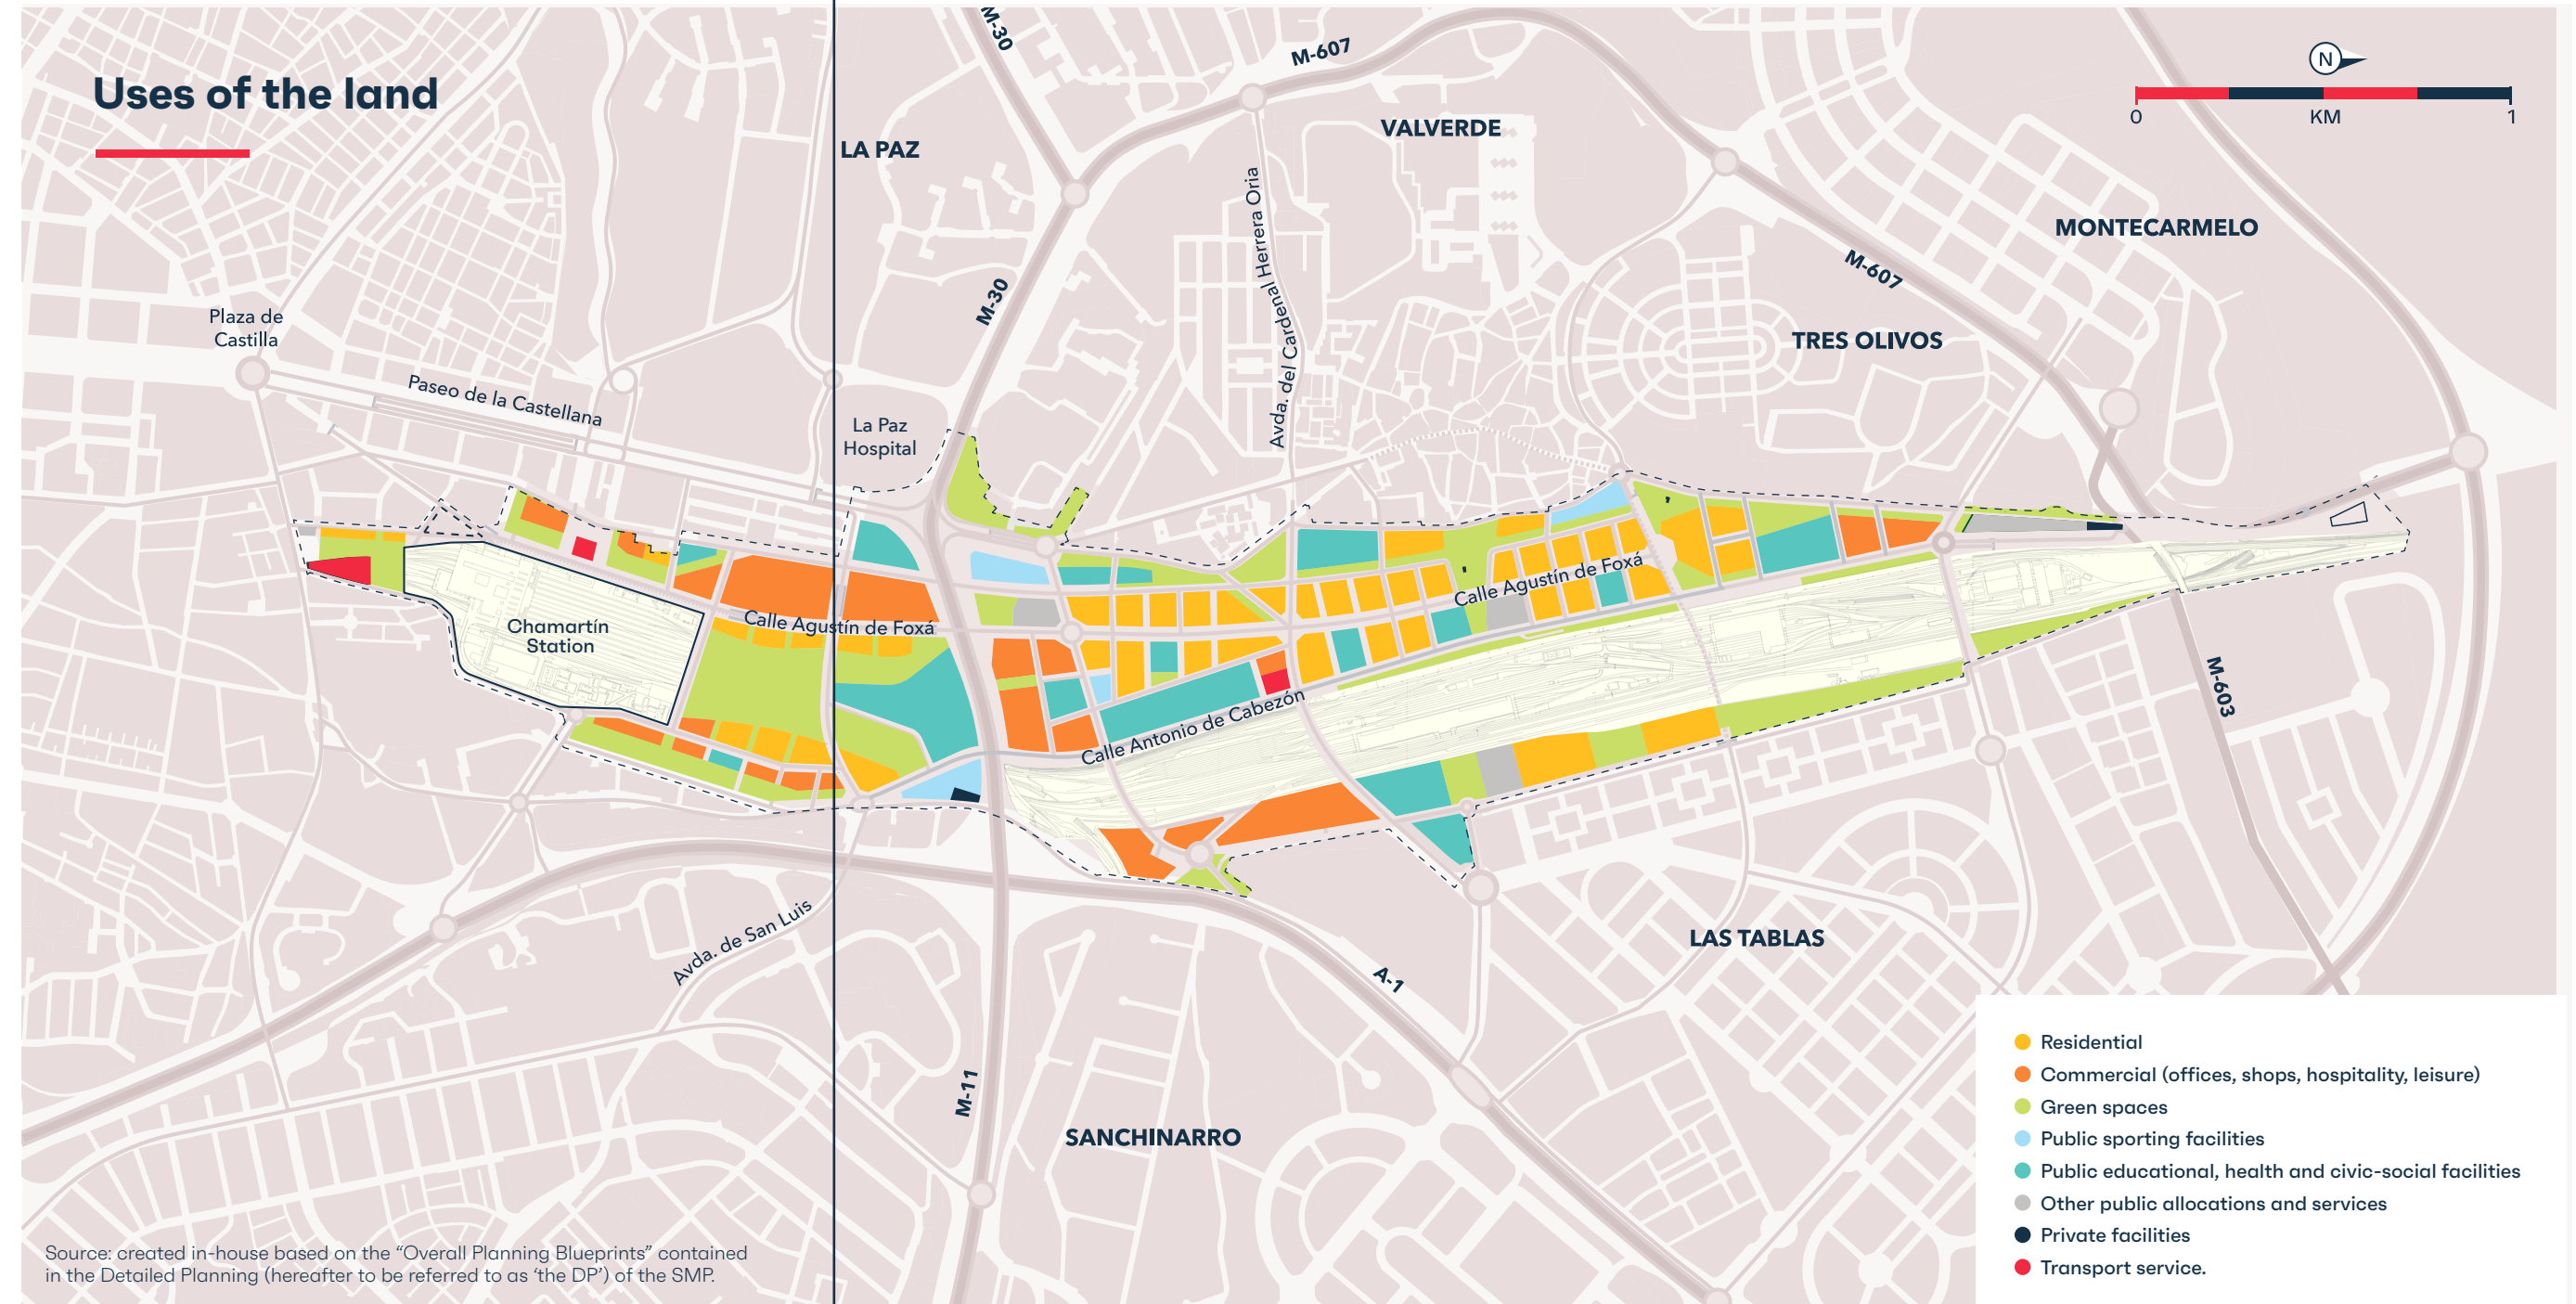 Uses of the land
M-30
M-607
N
0
KM
1
VALVERDE
LA PAZ
MONTECARMELO
Avda. del Cardenal Herrera Oria
M-607
M-30
Plaza de
Castilla
TRES OLIVOS
Paseo de la Castellana
La Paz
Hospital
Calle Agustín de Foxá
Chamartín
Station
Calle Agustín de Foxá
M-603
Calle Antonio de Cabezón
Avda. de San Luis
LAS TABLAS
A-1
M-11
SANCHINARRO
Residential
Commercial (offices, shops, hospitality, leisure)
Green spaces
Public sporting facilities
Public educational, health and civic-social facilities
Other public allocations and services
Private facilities
Transport service.
Source: created in-house based on the “Overall Planning Blueprints” contained
in the Detailed Planning (hereafter to be referred to as ‘the DP’) of the SMP.